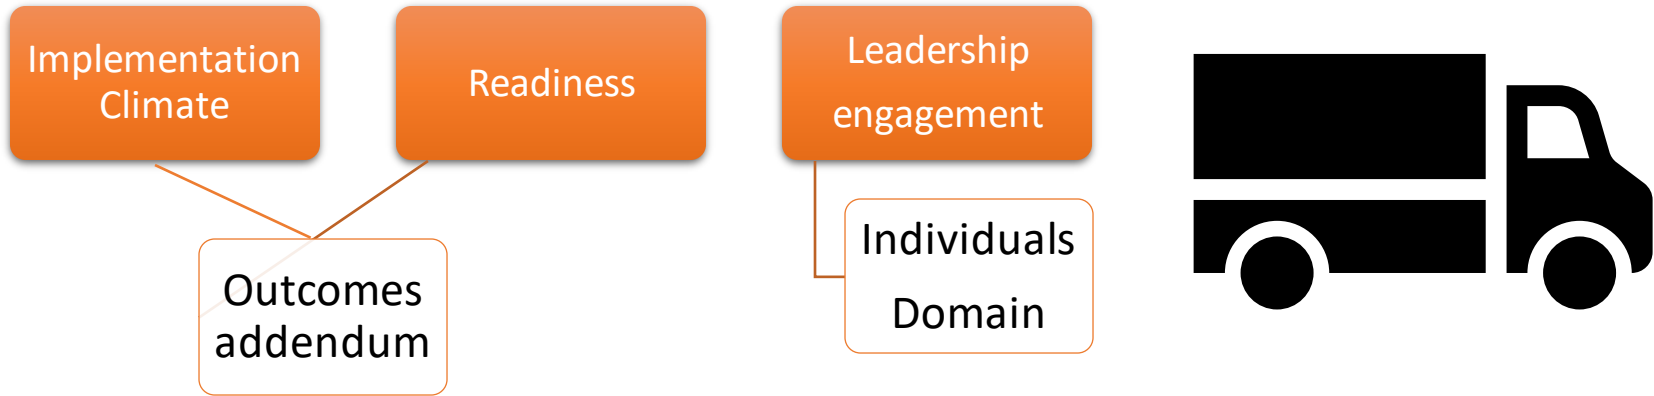 Implementation
Climate
Readiness
Leadership
engagement
Outcomes
addendum
Individuals
Domain